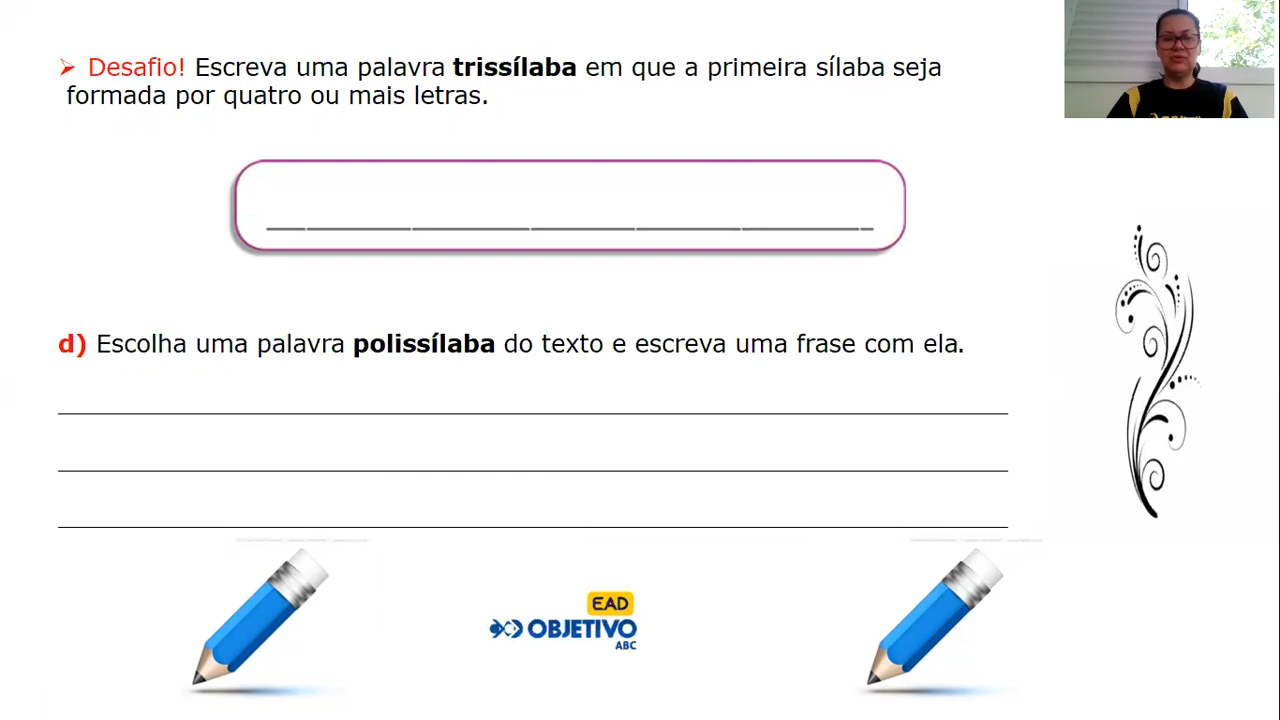 ➢ Desafio! Escreva uma palavra trissílaba em que a primeira sílaba seja
formada por quatro ou mais letras.
d) Escolha uma palavra polissílaba do texto e escreva uma frase com ela.
EAD
OBJETIVO
ABC